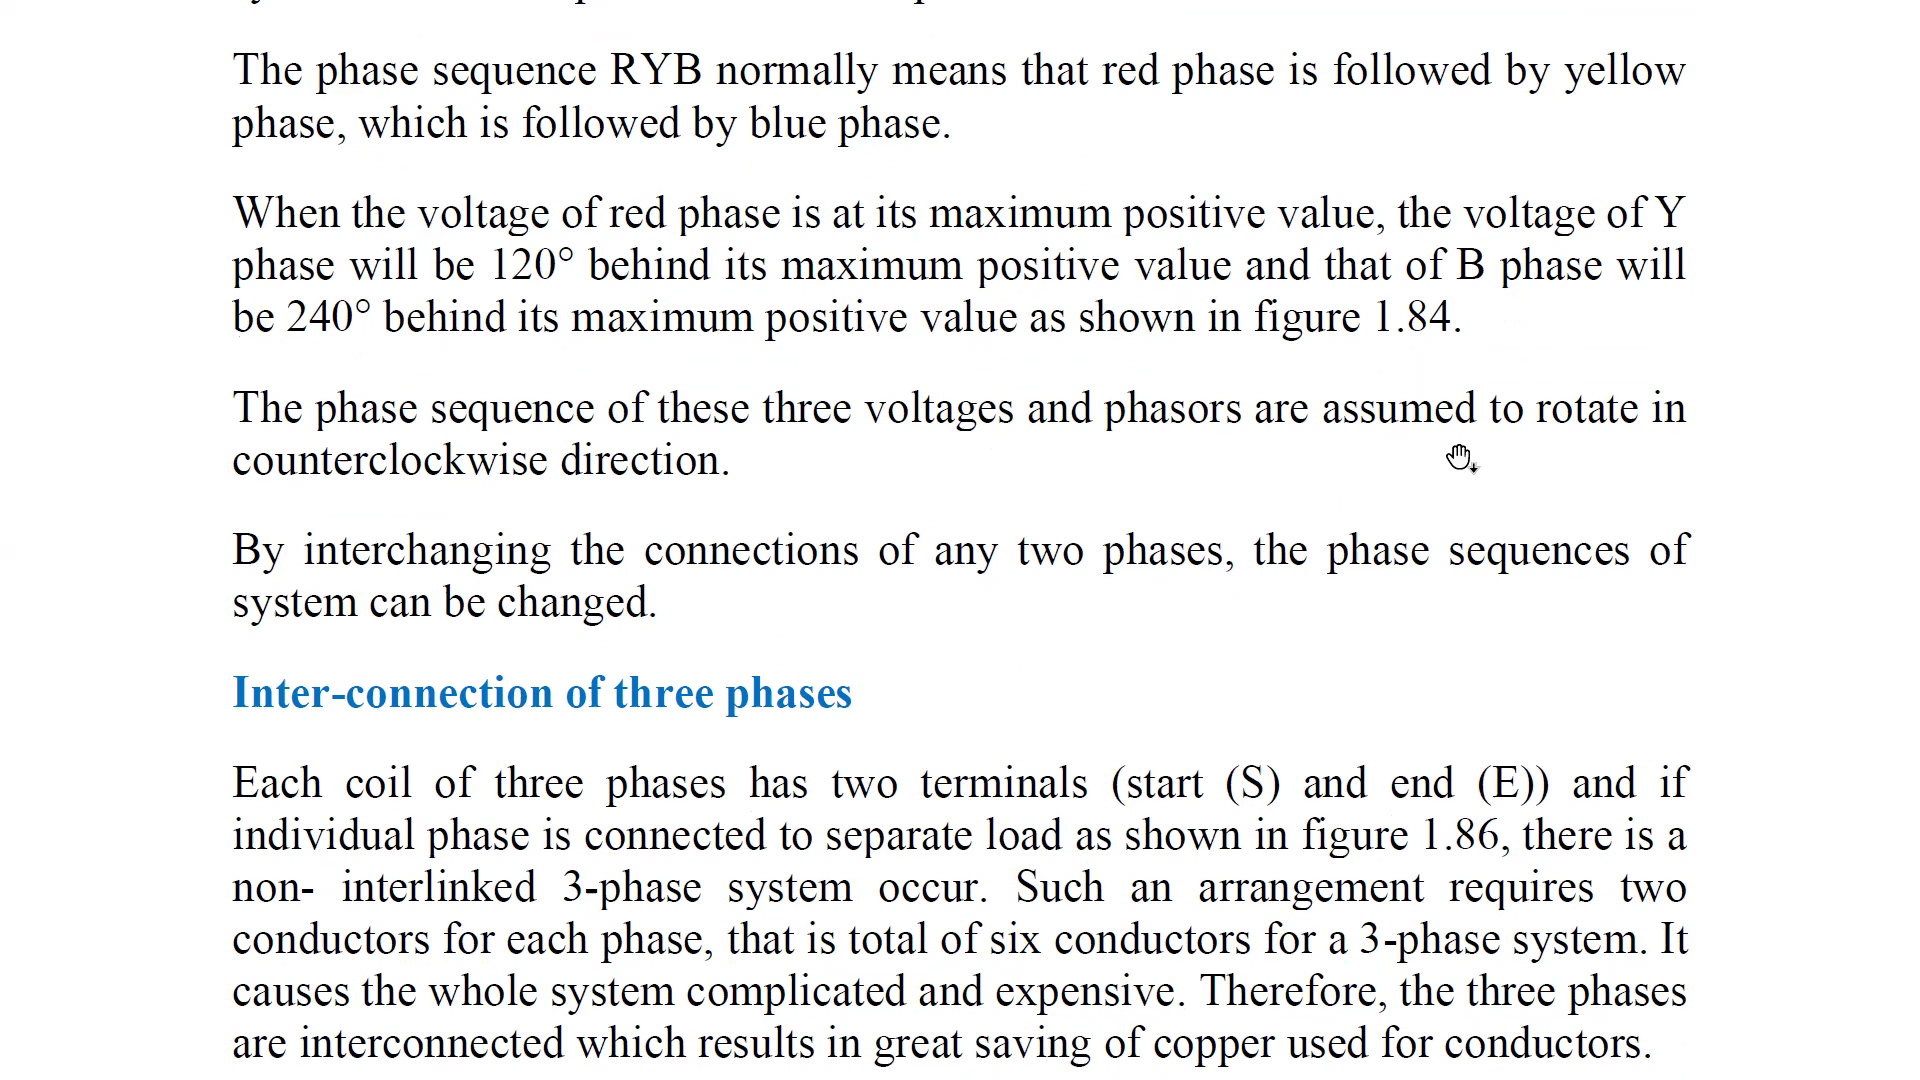 The phase sequence RYB normally means that red phase is followed by yellow
phase, which is followed by blue phase.
When the voltage of red phase is at its maximum positive value, the voltage of Y
phase will be 120° behind its maximum positive value and that of B phase will
be 240° behind its maximum positive value as shown in figure 1.84.
The phase sequence of these three voltages and phasors are assumed to rotate in
counterclockwise direction.
By interchanging the connections of any two phases, the phase sequences of
system can be changed.
Inter-connection of three phases
Each coil of three phases has two terminals (start (S) and end (E)) and if
individual phase is connected to separate load as shown in figure 1.86, there is a
non- interlinked 3-phase system occur. Such an arrangement requires two
conductors for each phase, that is total of six conductors for a 3-phase system. It
causes the whole system complicated and expensive. Therefore, the three phases
are interconnected which results in great saving of copper used for conductors.